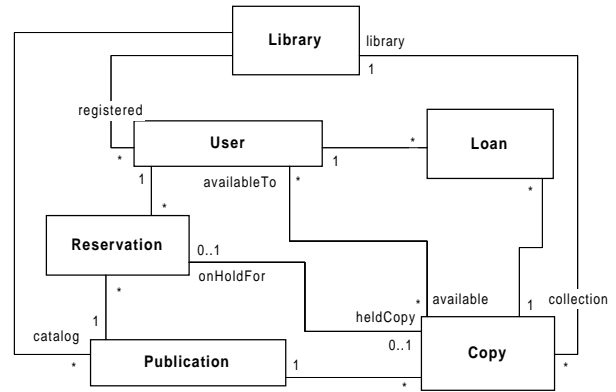 Library
library
1
registered
User
*
1
*
Loan
1
availableTo
*
*
*
Reservation
0..1
onHoldFor
*
*
available
1
collection
heldCopy
1
catalog
0..1
*
Publication
1
*
Copy
*